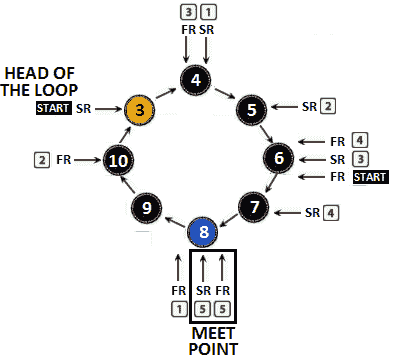 3 1
FR SR
HEAD OF
THE LOOP
START SR
3
4
5
SR 2
6
FR 4
SR 3
FR START
2 FR
10
9
8
7
SR 4
FR SR FR
1 5 5
MEET
POINT